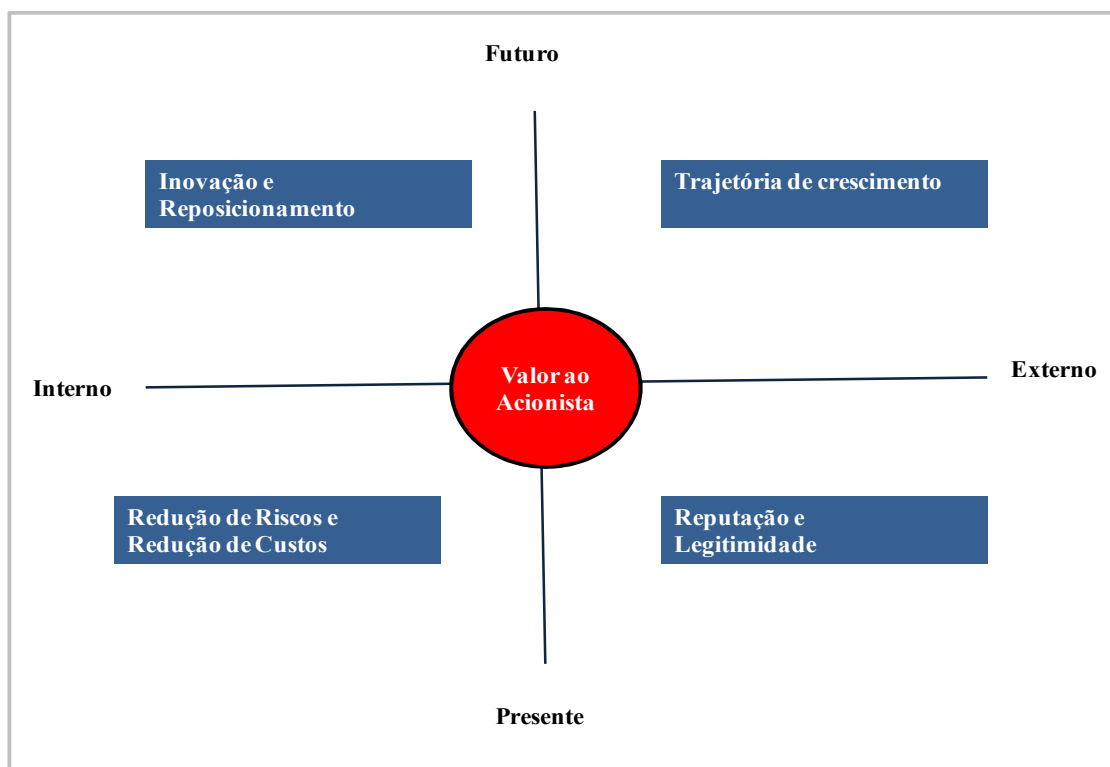 Futuro
Inovação e
Reposicionamento
Trajetória de crescimento
Interno
Valor ao
Acionista
Externo
Redução de Riscos e
Redução de Custos
Reputação e
Legitimidade
Presente